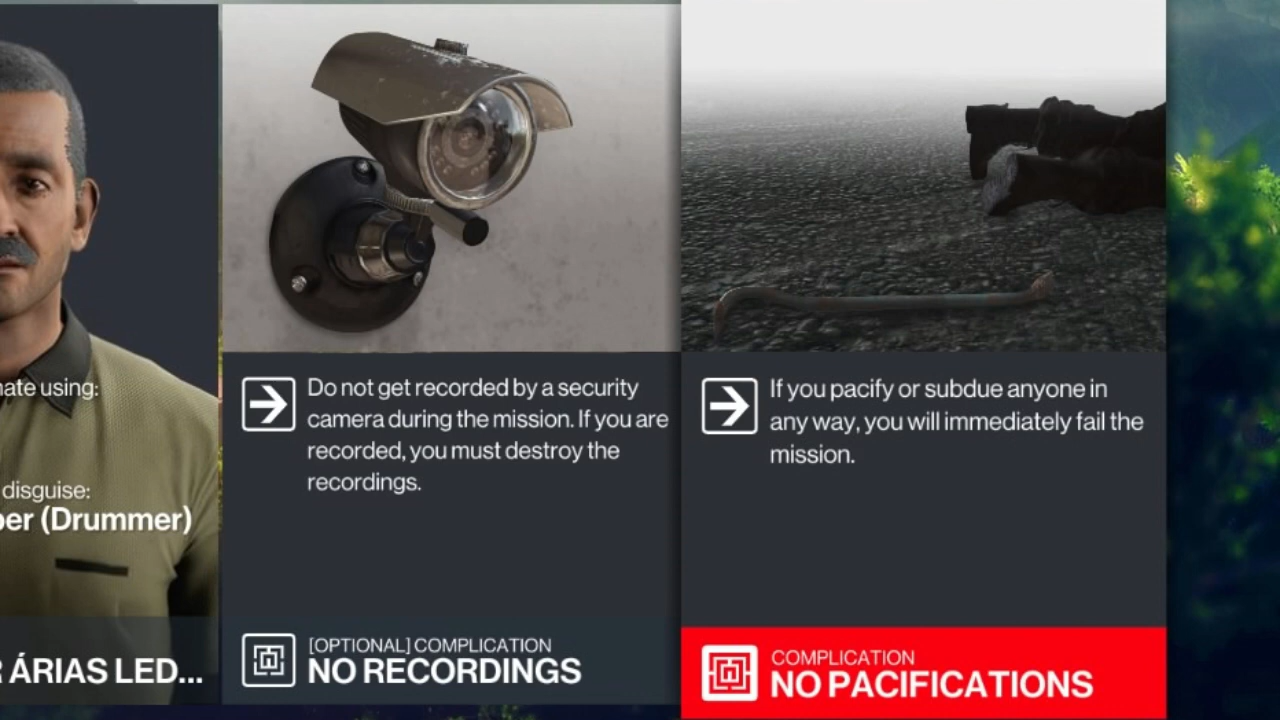 using:
disguise:
(Drummer)
ÁRIAS LED...
Do not get recorded by a security
camera during the mission. If you are
recorded, you must destroy the
recordings.
[OPTIONAL] COMPLICATION
NO RECORDINGS
If you pacify or subdue anyone in
any way, you will immediately fail the
mission.
COMPLICATION
NO PACIFICATIONS